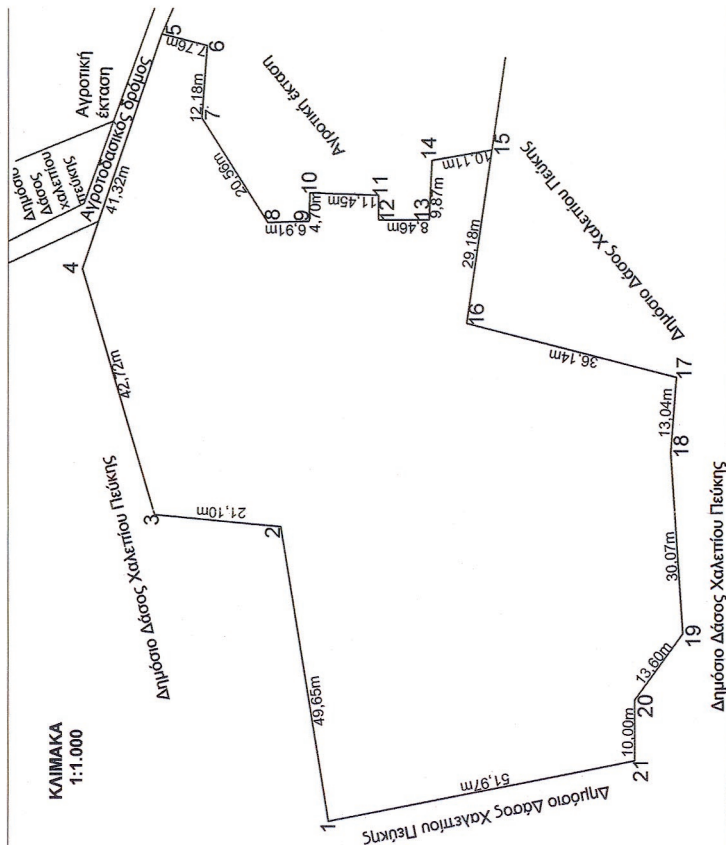 ΚΛΙΜΑΚΑ
1:1.000
Δημόσιο
Δάσος
χαλεπίου
πεύκης
Αγροτική
έκταση
Αγροτοδασικός δρόμος
41,32m
4
5
7,76m
6
12,18m
7
20,56m
Αγροτική έκταση
8
6,91m
9
4,70m
10
11,45m
11
12
8,46m
13
9,87m
14
10,11m
15
29,18m
16
Δημόσιο Δάσος Χαλεπίου Πεύκης
36,14m
17
13,04m
18
30,07m
19
13,60m
20
10,00m
21
Δημόσιο Δάσος Χαλεπίου Πεύκης
51,97m
Δημόσιο Δάσος Χαλεπίου Πεύκης
1
49,65m
2
21,10m
3
42,72m
Δημόσιο Δάσος Χαλεπίου Πεύκης